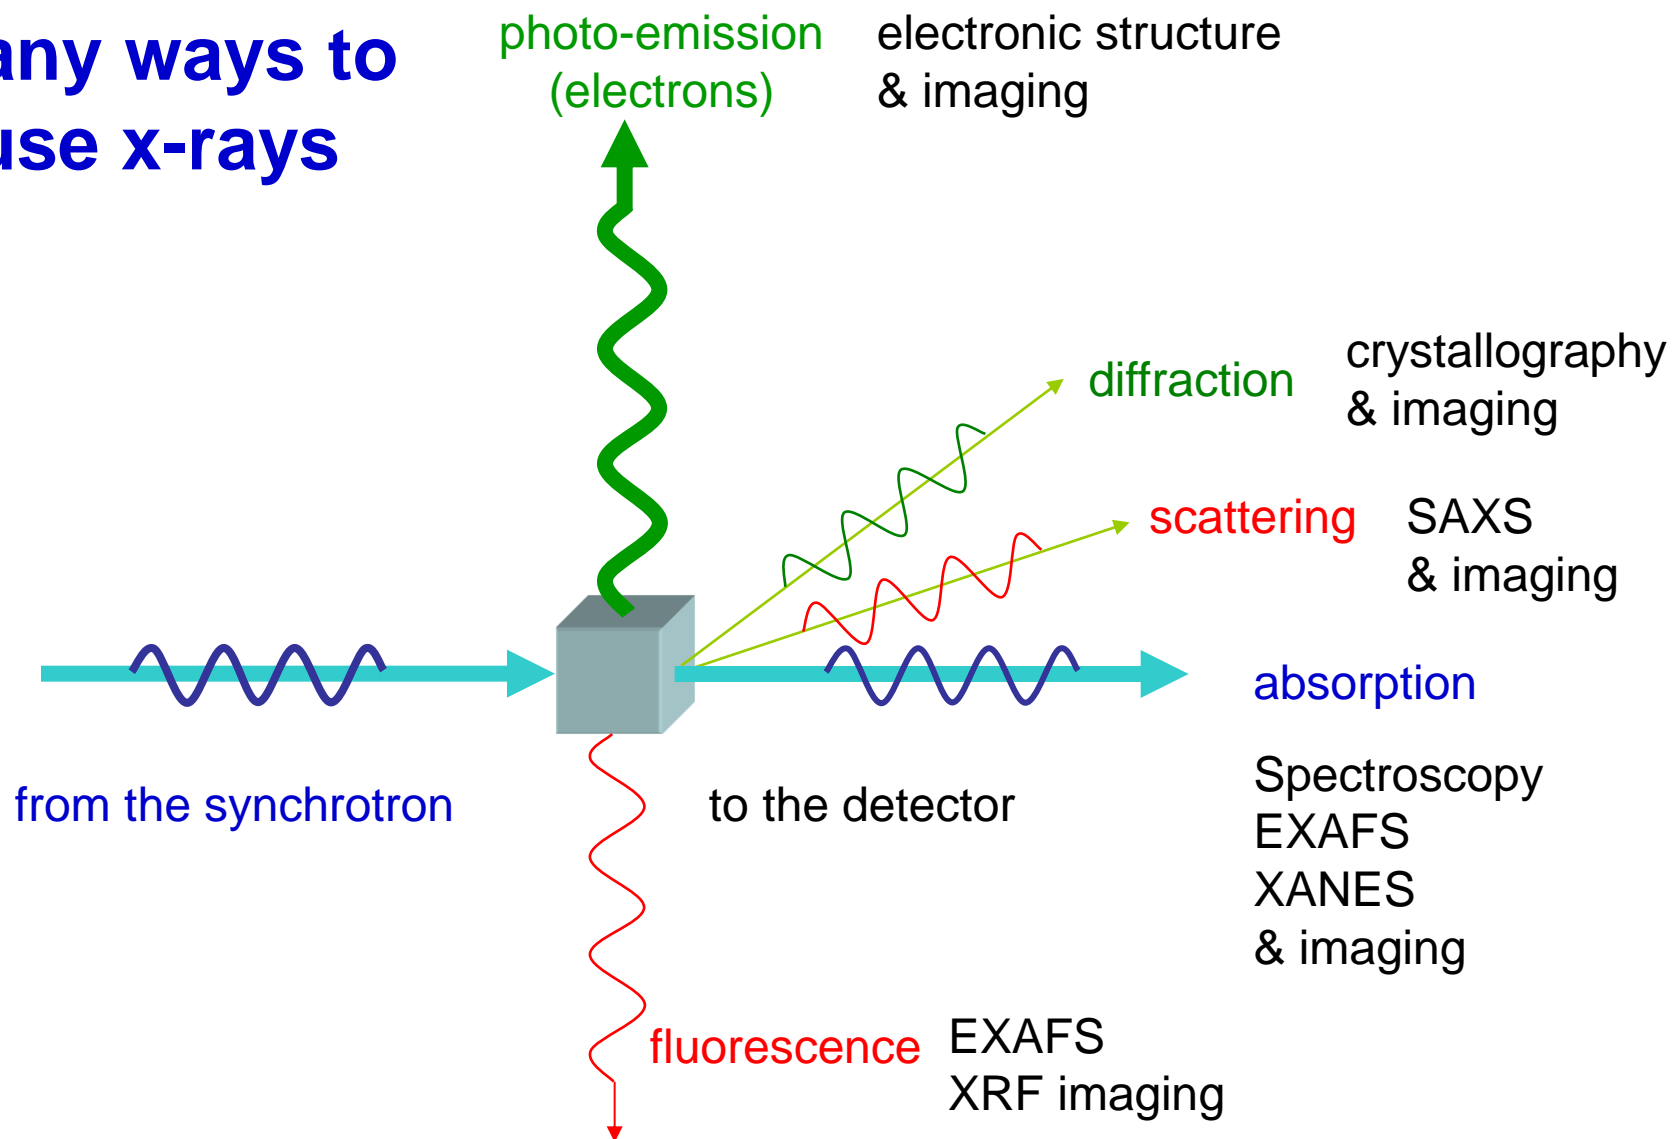 any ways to
use x-rays
photo-emission
(electrons)
electronic structure
& imaging
diffraction
crystallography
& imaging
scattering
SAXS
& imaging
absorption
Spectroscopy
EXAFS
XANES
& imaging
from the synchrotron
to the detector
fluorescence
EXAFS
XRF imaging